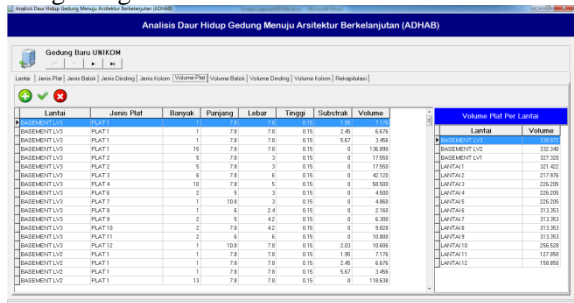 Analisis Daur Hidup Gedung Menuju Arsitektur Berkelanjutan (ADHAB)
Analisis Daur Hidup Gedung Menuju Arsitektur Berkelanjutan (ADHAB)
Gedung Baru UNIKOM
Lantai Jenis Plat Jenis Balok Jenis Dinding Jenis Kolom Volume Plat Volume Balok Volume Dinding Volume Kolom Rekapitulasi
Lantai Jenis Plat Banyak Panjang Lebar Tinggi Substrak Volume
BASEMENT LV3 PLAT 1 1 7.8 7.8 0.15 1.95 7.176
BASEMENT LV3 PLAT 1 1 7.8 7.8 0.15 2.45 6.676
BASEMENT LV3 PLAT 1 1 7.8 7.8 0.15 5.67 3.456
BASEMENT LV3 PLAT 1 15 7.8 7.8 0.15 0 136.890
BASEMENT LV3 PLAT 2 5 7.8 3 0.15 0 17.550
BASEMENT LV3 PLAT 2 5 7.8 3 0.15 0 17.550
BASEMENT LV3 PLAT 3 6 7.8 6 0.15 0 42.120
BASEMENT LV3 PLAT 4 10 7.8 5 0.15 0 58.500
BASEMENT LV3 PLAT 6 2 5 3 0.15 0 4.500
BASEMENT LV3 PLAT 7 1 10.8 3 0.15 0 4.860
BASEMENT LV3 PLAT 8 1 6 2.4 0.15 0 2.160
BASEMENT LV3 PLAT 9 2 5 4.2 0.15 0 6.300
BASEMENT LV3 PLAT 10 2 7.8 4.2 0.15 0 9.828
BASEMENT LV3 PLAT 11 2 6 6 0.15 0 10.800
BASEMENT LV3 PLAT 12 1 10.8 7.8 0.15 2.03 10.606
BASEMENT LV2 PLAT 1 1 7.8 7.8 0.15 1.95 7.176
BASEMENT LV2 PLAT 1 1 7.8 7.8 0.15 2.45 6.676
BASEMENT LV2 PLAT 1 1 7.8 7.8 0.15 5.67 3.456
BASEMENT LV2 PLAT 1 13 7.8 7.8 0.15 0 118.638
Volume Plat Per Lantai
Lantai Volume
BASEMENT LV3
BASEMENT LV2 332.340
BASEMENT LV1 327.320
LANTAI 1 321.422
LANTAI 2 217.976
LANTAI 3 226.205
LANTAI 4 226.205
LANTAI 5 226.205
LANTAI 6 313.353
LANTAI 7 313.353
LANTAI 8 313.353
LANTAI 9 313.353
LANTAI 10 256.528
LANTAI 11 127.058
LANTAI 12 158.858